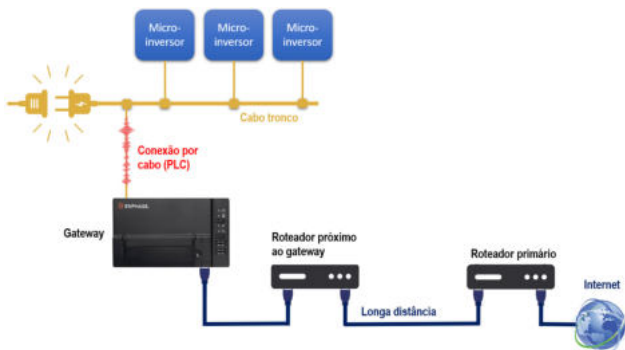 Micro-
inversor
Micro-
inversor
Micro-
inversor
Cabo tronco
Conexão por
cabo (PLC)
ENPHASE
Gateway
Roteador próximo
ao gateway
Roteador primário
Internet
Longa distância